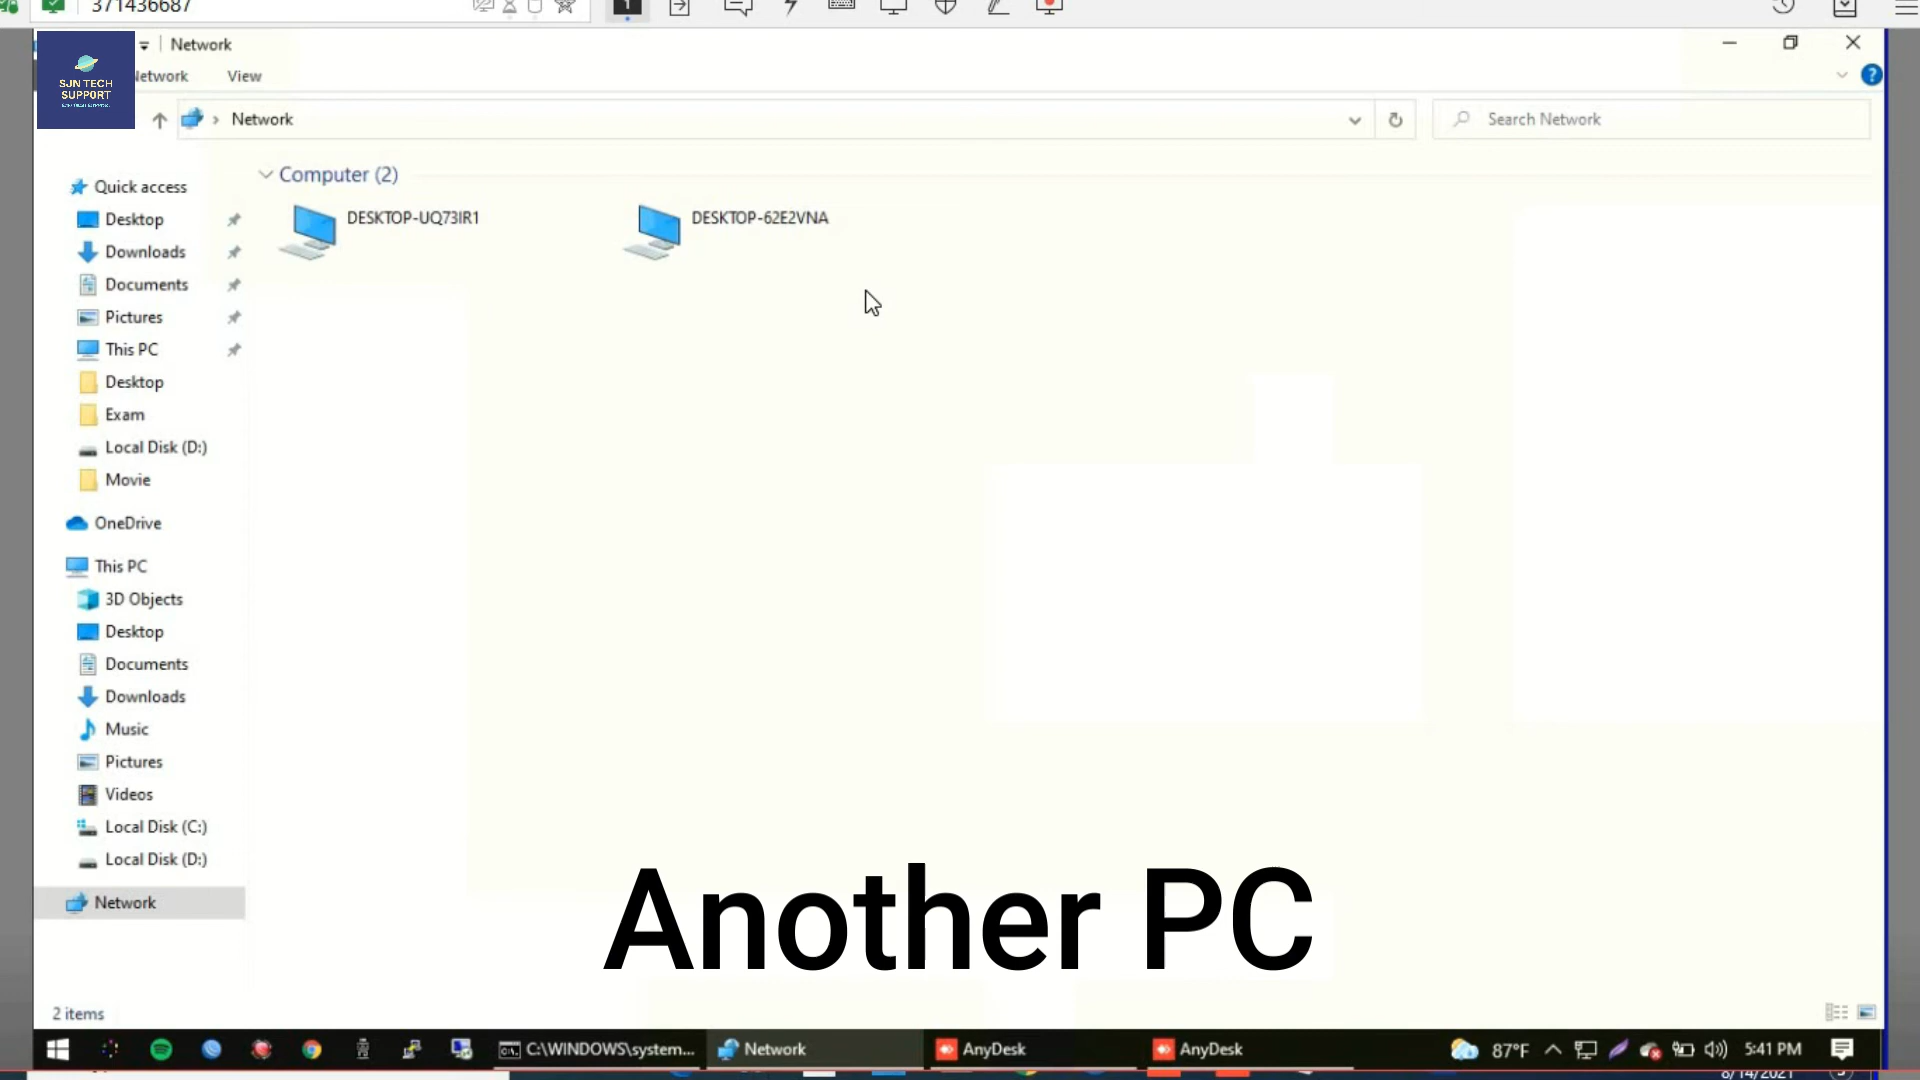 371436687
1
Network
SJN TECH
SUPPORT
Network
View
?
Network
Search Network
Quick access
Desktop
Downloads
Documents
Pictures
This PC
Desktop
Exam
Local Disk (D:)
Movie
OneDrive
This PC
3D Objects
Desktop
Documents
Downloads
Music
Pictures
Videos
Local Disk (C:)
Local Disk (D:)
Network
Computer (2)
DESKTOP-UQ73IR1
DESKTOP-62E2VNA
Another PC
2 items
C:\WINDOWS\system...
Network
AnyDesk
AnyDesk
87°F
5:41 PM
8/14/2021